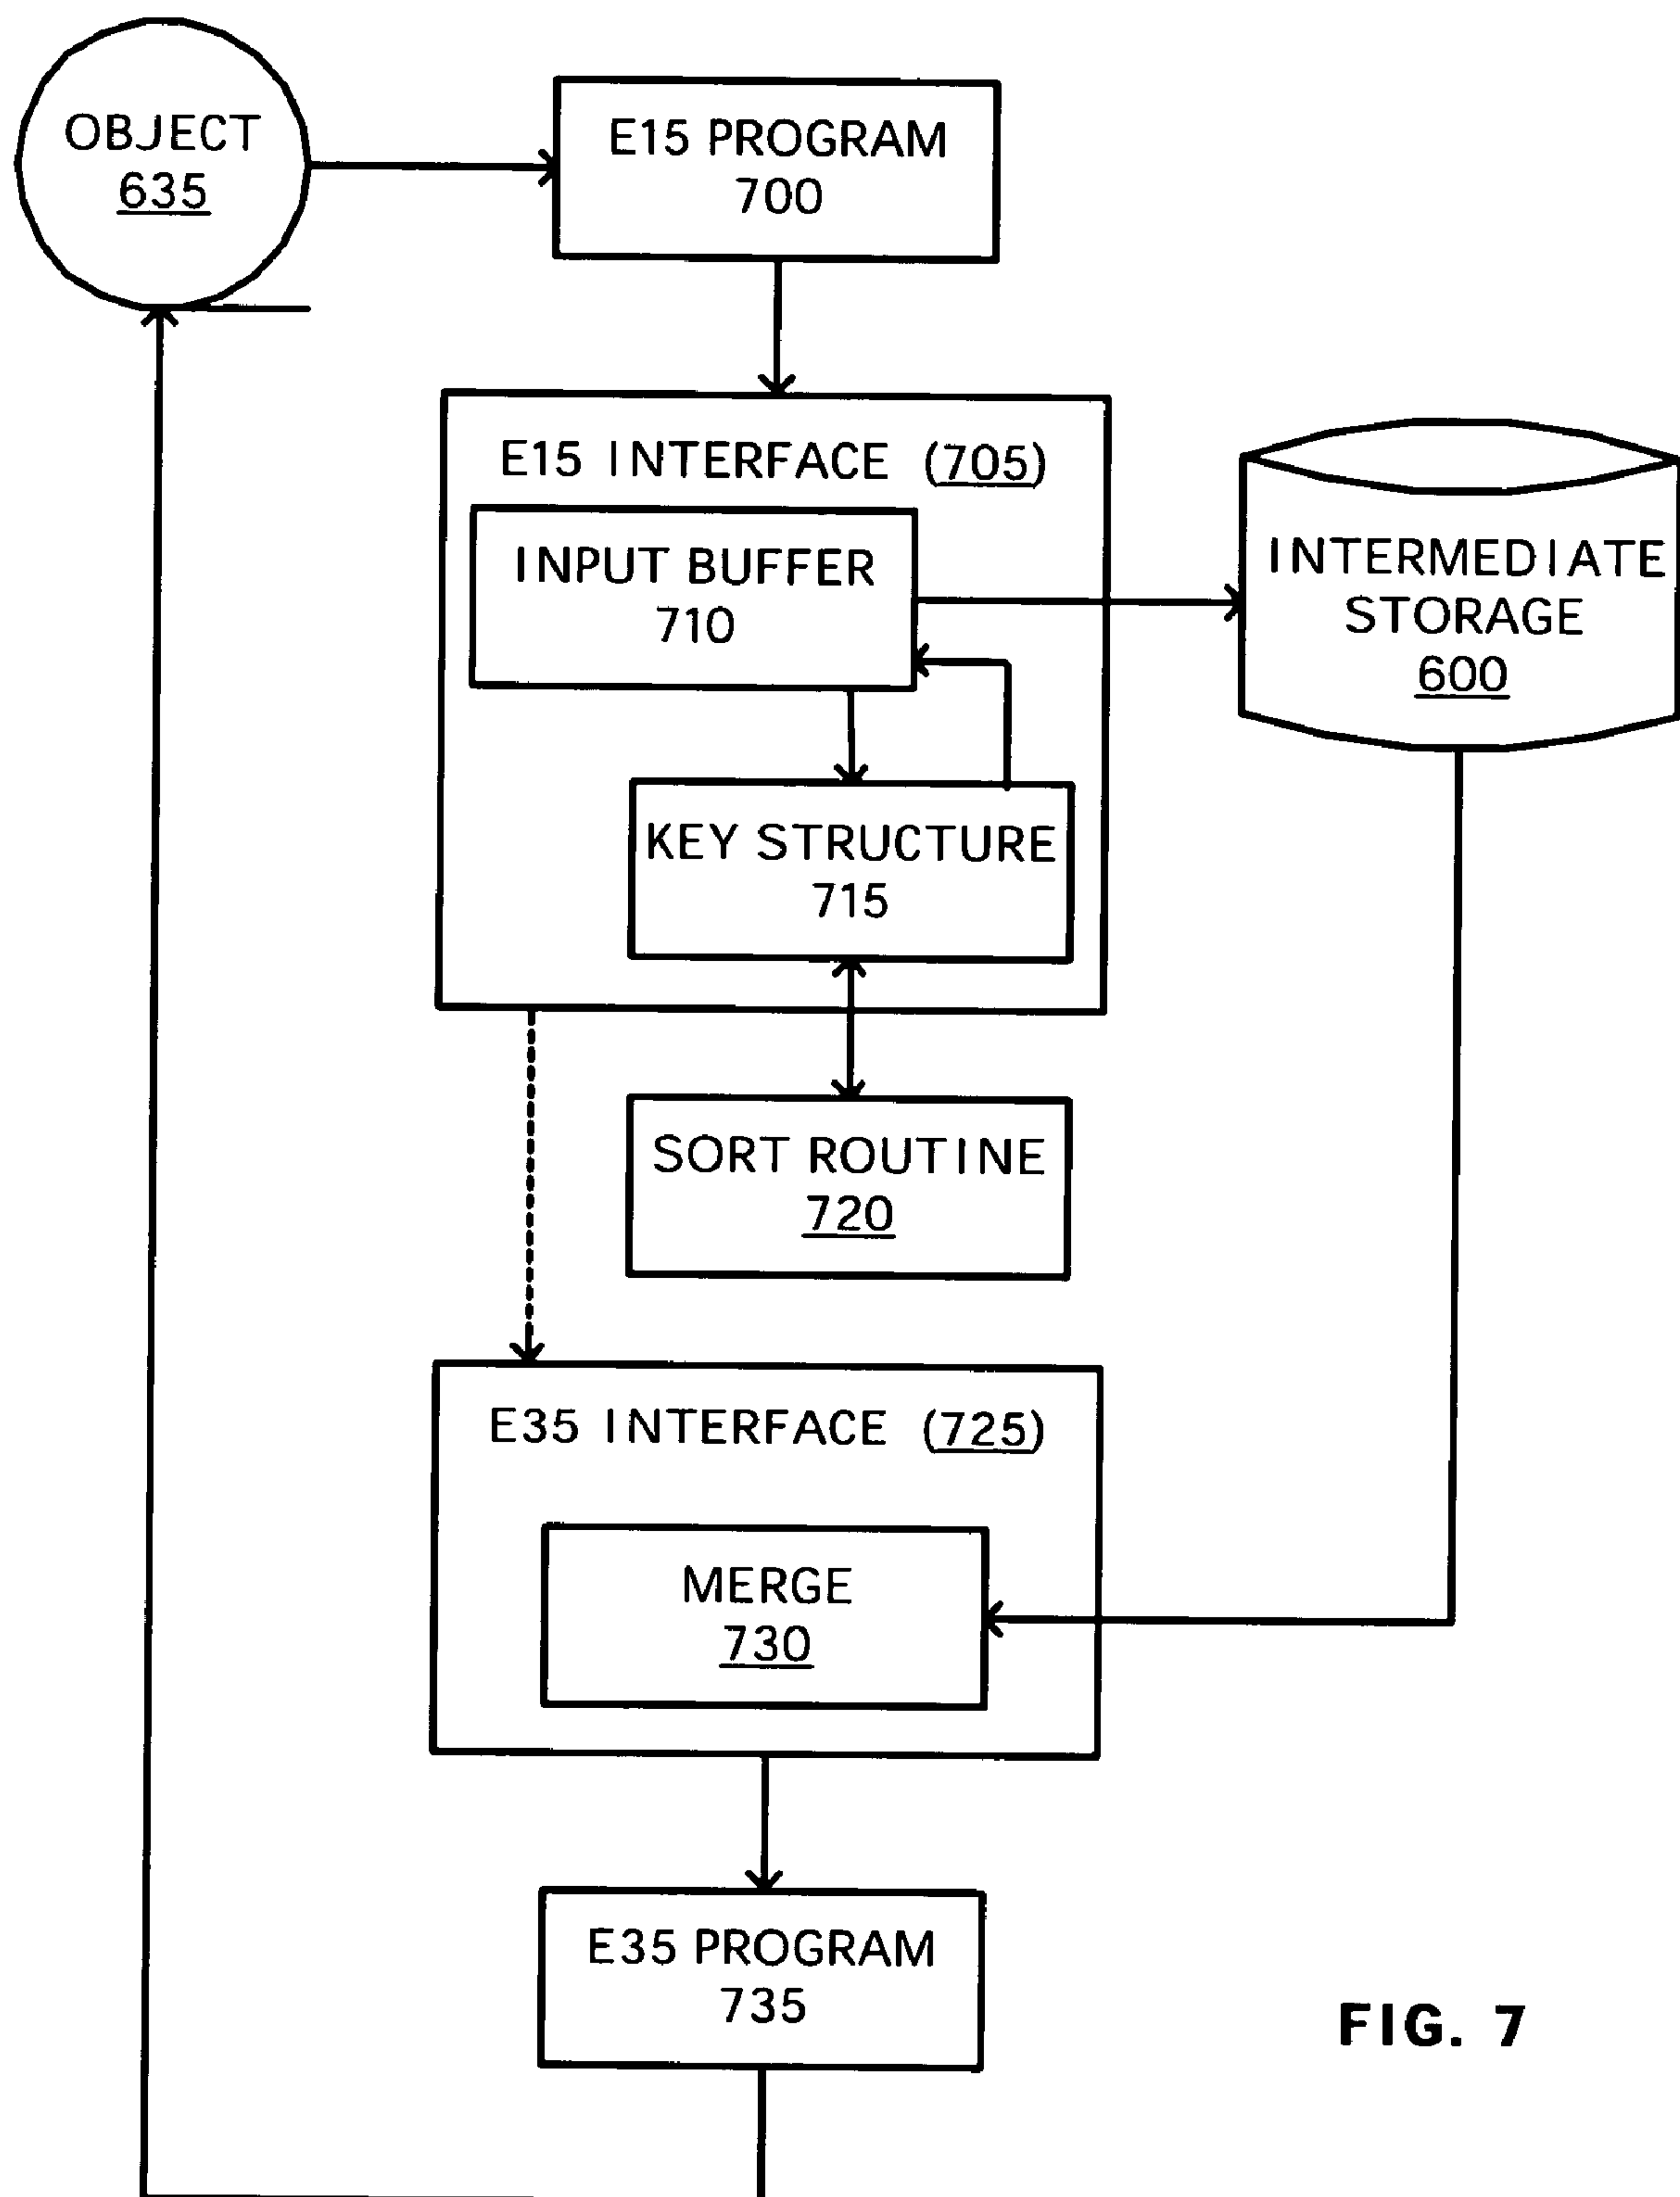 OBJECT
635
E15 PROGRAM
700
E15 INTERFACE (705)
INPUT BUFFER
710
INTERMEDIATE
STORAGE
600
KEY STRUCTURE
715
SORT ROUTINE
720
E35 INTERFACE (725)
MERGE
730
E35 PROGRAM
735
FIG. 7